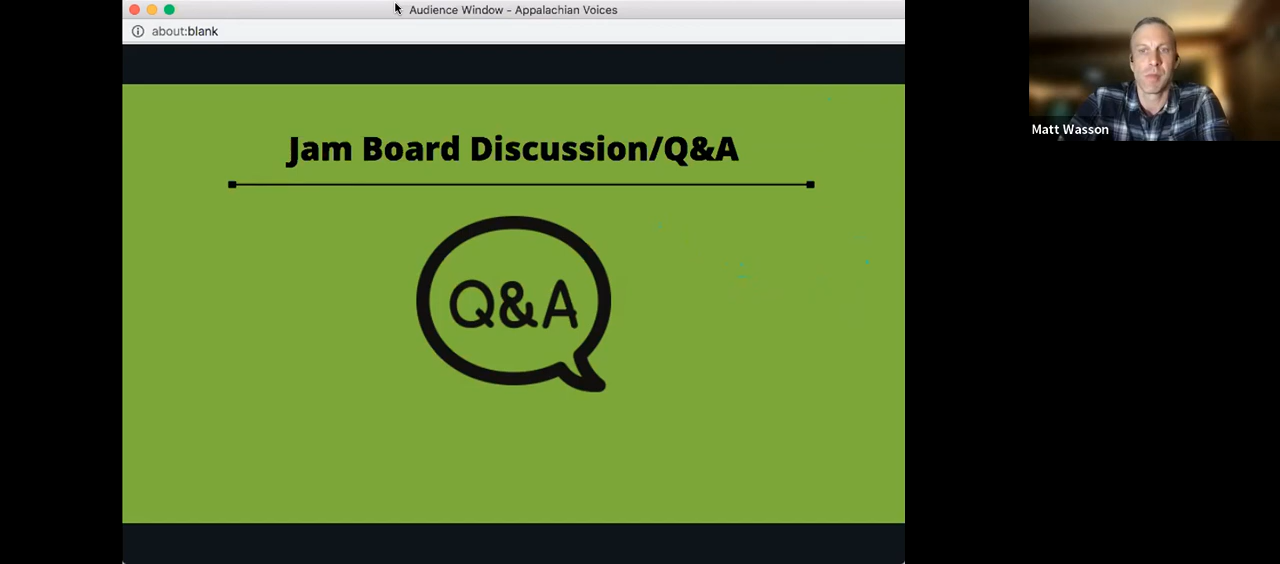 Audience Window - Appalachian Voices
about:blank
Jam Board Discussion/Q&A
Q&A
Matt Wasson